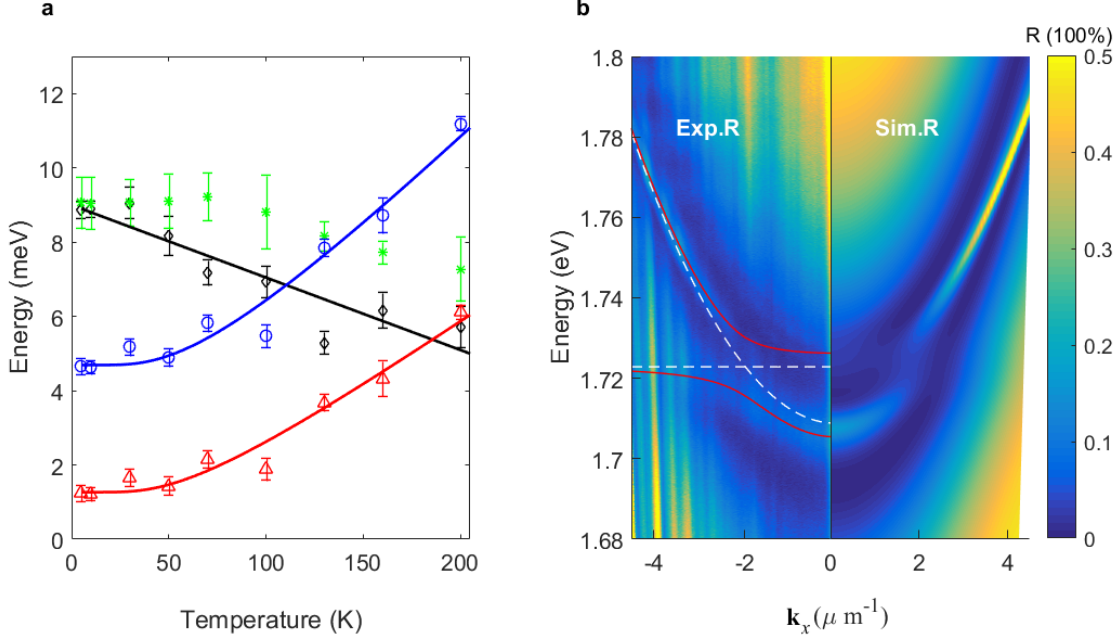 a
Energy (meV)
12
10
8
6
4
2
0
0 50 100 150 200
Temperature (K)
b
R (100%)
Energy (eV)
1.8
1.78
1.76
1.74
1.72
1.7
1.68
Exp.R
Sim.R
-4 -2 0 2 4
kₓ(μ m⁻¹)
0.5
0.4
0.3
0.2
0.1
0